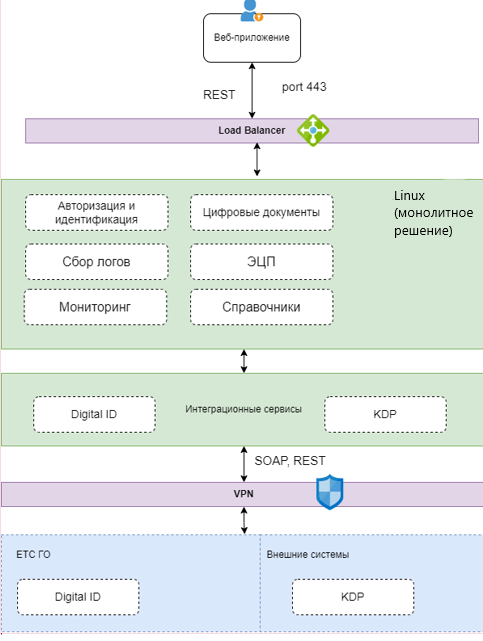 Веб-приложение
REST
port 443
Load Balancer
Linux
(монолитное
решение)
Авторизация и
идентификация
Цифровые документы
Сбор логов
ЭЦП
Мониторинг
Справочники
Digital ID
Интеграционные сервисы
KDP
SOAP, REST
VPN
ЕТС ГО
Внешние системы
Digital ID
KDP